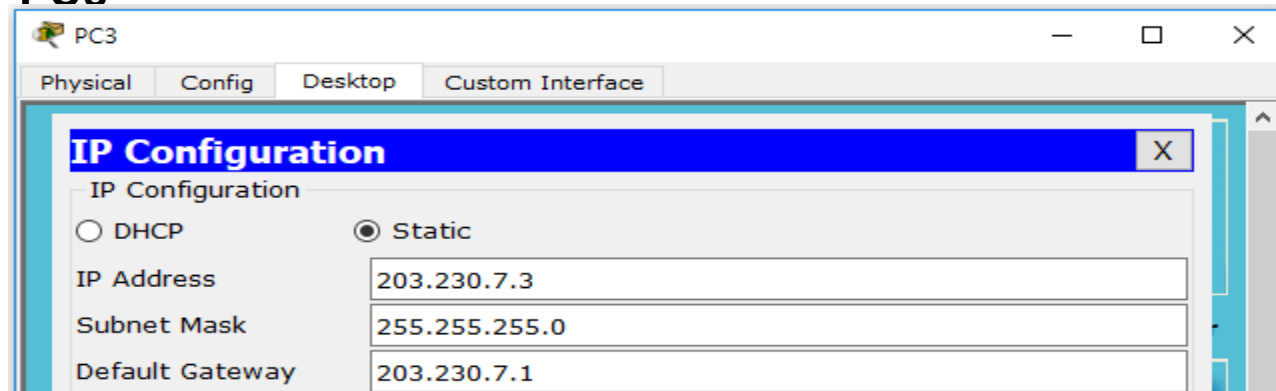 PC3
Physical Config Desktop Custom Interface
IP Configuration X
IP Configuration
DHCP Static
IP Address 203.230.7.3
Subnet Mask 255.255.255.0
Default Gateway 203.230.7.1